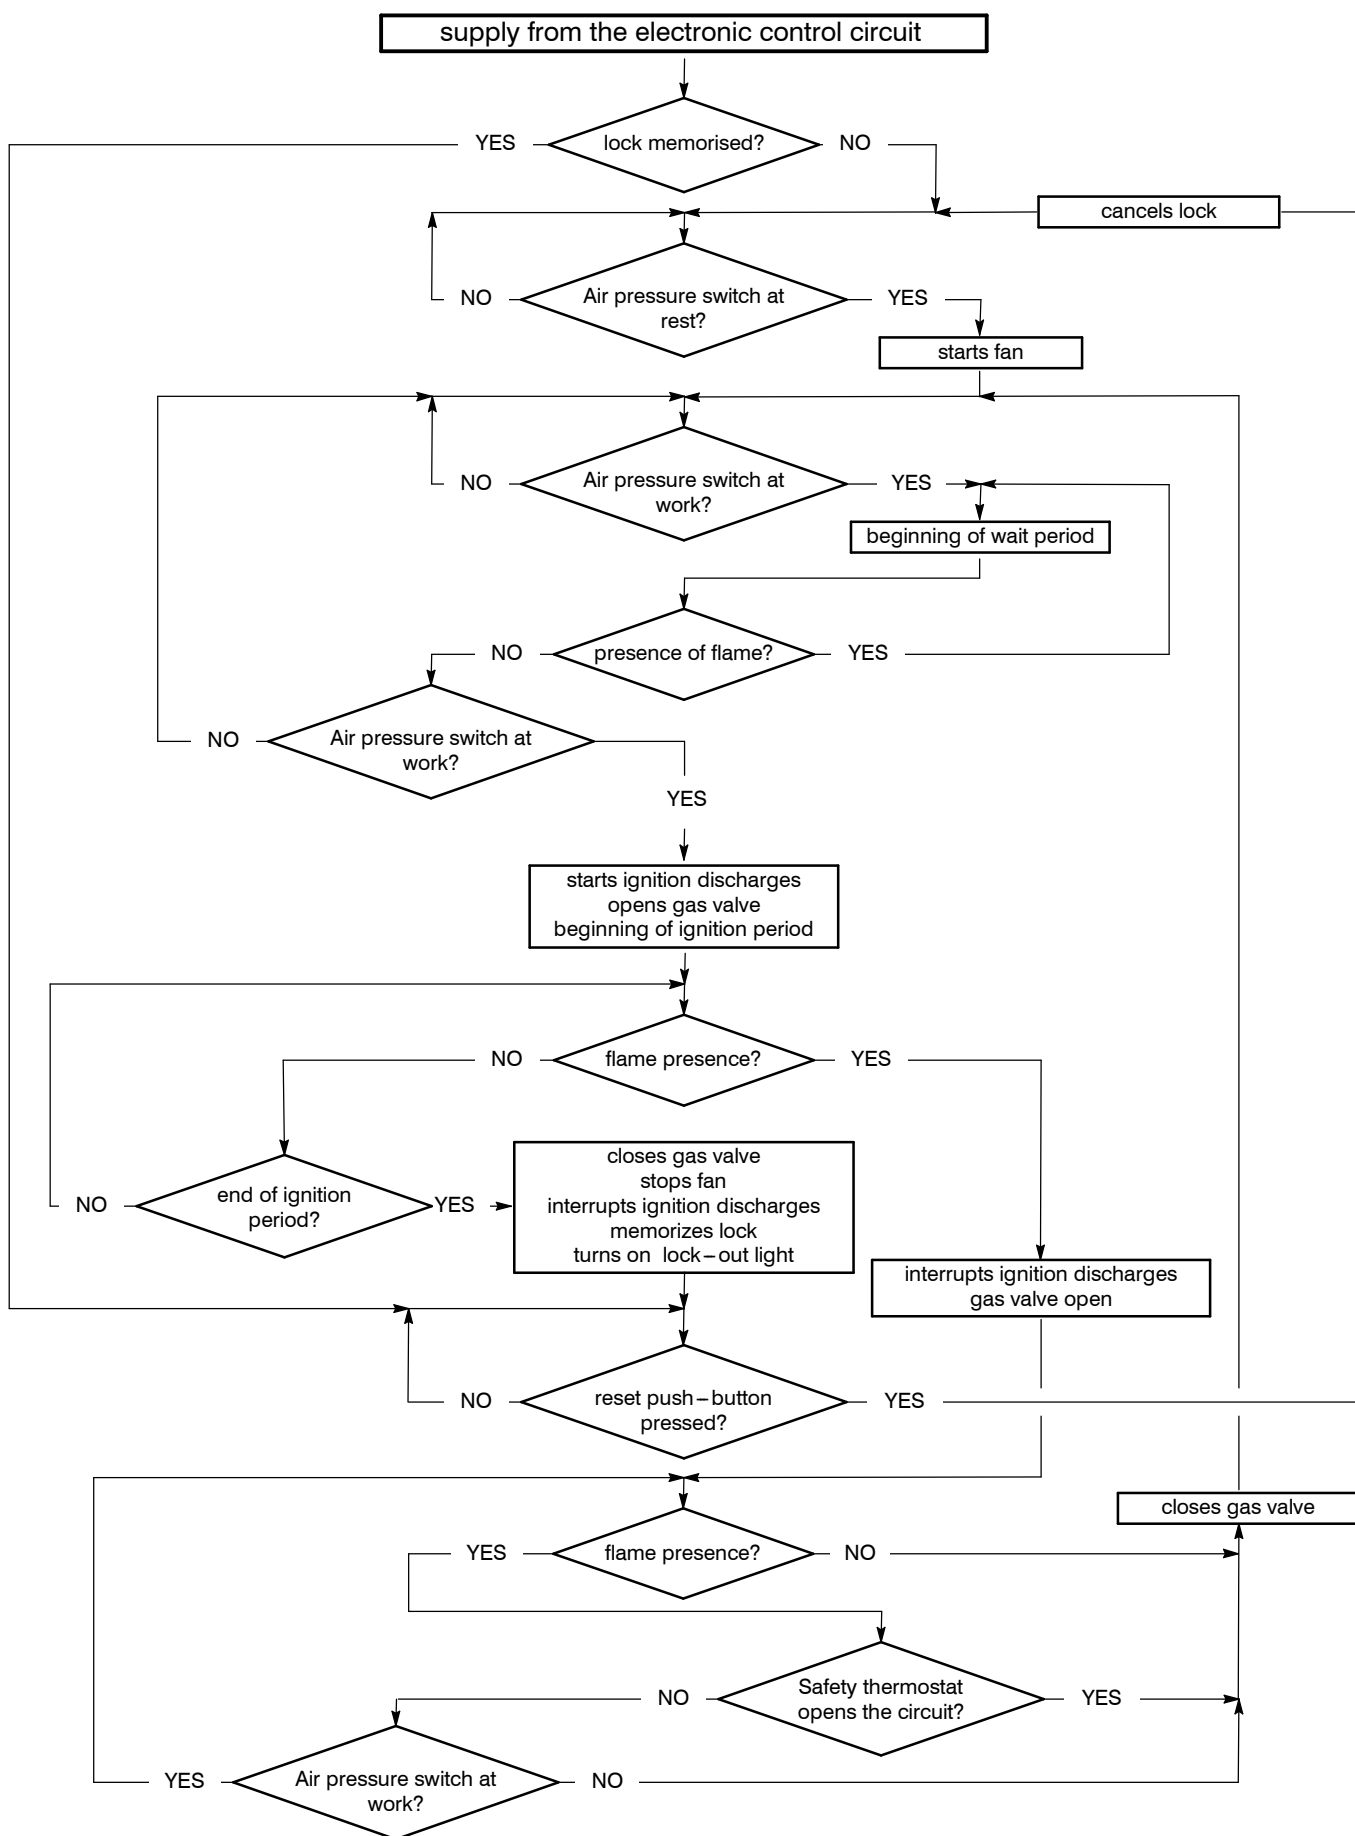 supply from the electronic control circuit
YES
lock memorised?
NO
cancels lock
NO
Air pressure switch at
rest?
YES
starts fan
NO
Air pressure switch at
work?
YES
beginning of wait period
NO
presence of flame?
YES
NO
Air pressure switch at
work?
YES
starts ignition discharges
opens gas valve
beginning of ignition period
NO
flame presence?
YES
NO
end of ignition
period?
YES
closes gas valve
stops fan
interrupts ignition discharges
memorizes lock
turns on lock-out light
interrupts ignition discharges
gas valve open
NO
reset push-button
pressed?
YES
closes gas valve
YES
flame presence?
NO
NO
Safety thermostat
opens the circuit?
YES
YES
Air pressure switch at
work?
NO